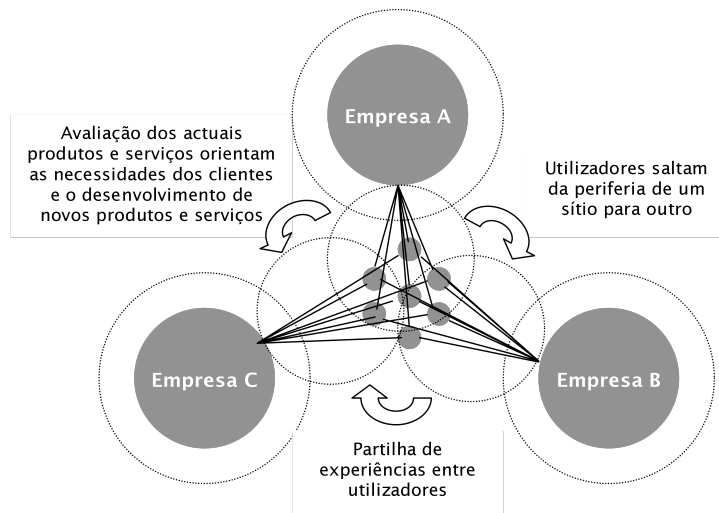 Empresa A
Avaliação dos actuais
produtos e serviços orientam
as necessidades dos clientes
e o desenvolvimento de
novos produtos e serviços
Utilizadores saltam
da periferia de um
sítio para outro
Empresa C
Empresa B
Partilha de
experiências entre
utilizadores